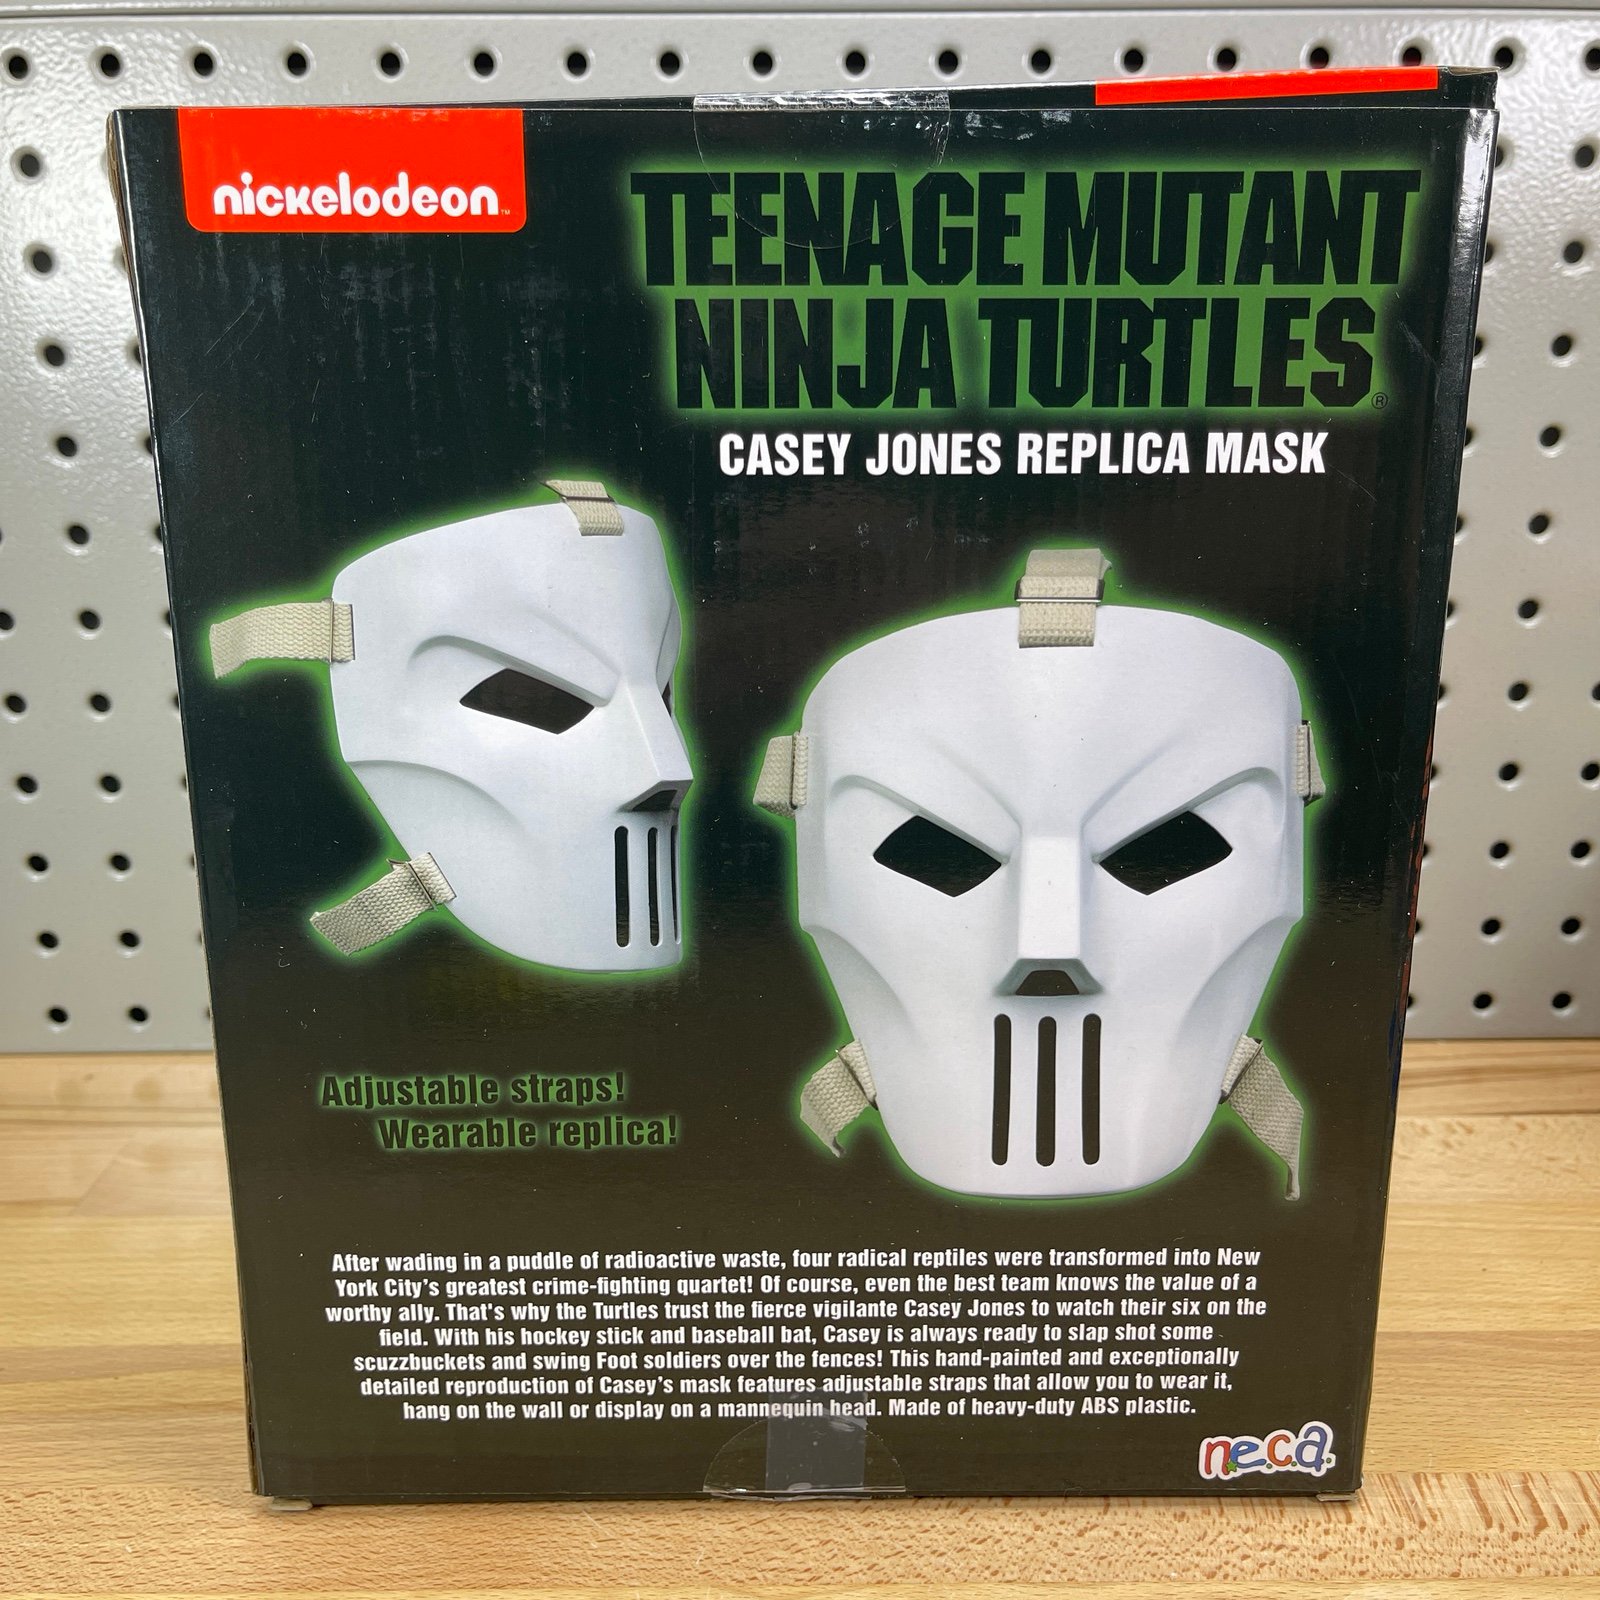 nickelodeon™
TEENAGE MUTANT
NINJA TURTLES®
CASEY JONES REPLICA MASK
Adjustable straps!
Wearable replica!
After wading in a puddle of radioactive waste, four radical reptiles were transformed into New
York City's greatest crime-fighting quartet! Of course, even the best team knows the value of a
worthy ally. That's why the Turtles trust the fierce vigilante Casey Jones to watch their six on the
field. With his hockey stick and baseball bat, Casey is always ready to slap shot some
scuzzbuckets and swing Foot soldiers over the fences! This hand-painted and exceptionally
detailed reproduction of Casey's mask features adjustable straps that allow you to wear it,
hang on the wall or display on a mannequin head. Made of heavy-duty ABS plastic.
n.e.c.a.